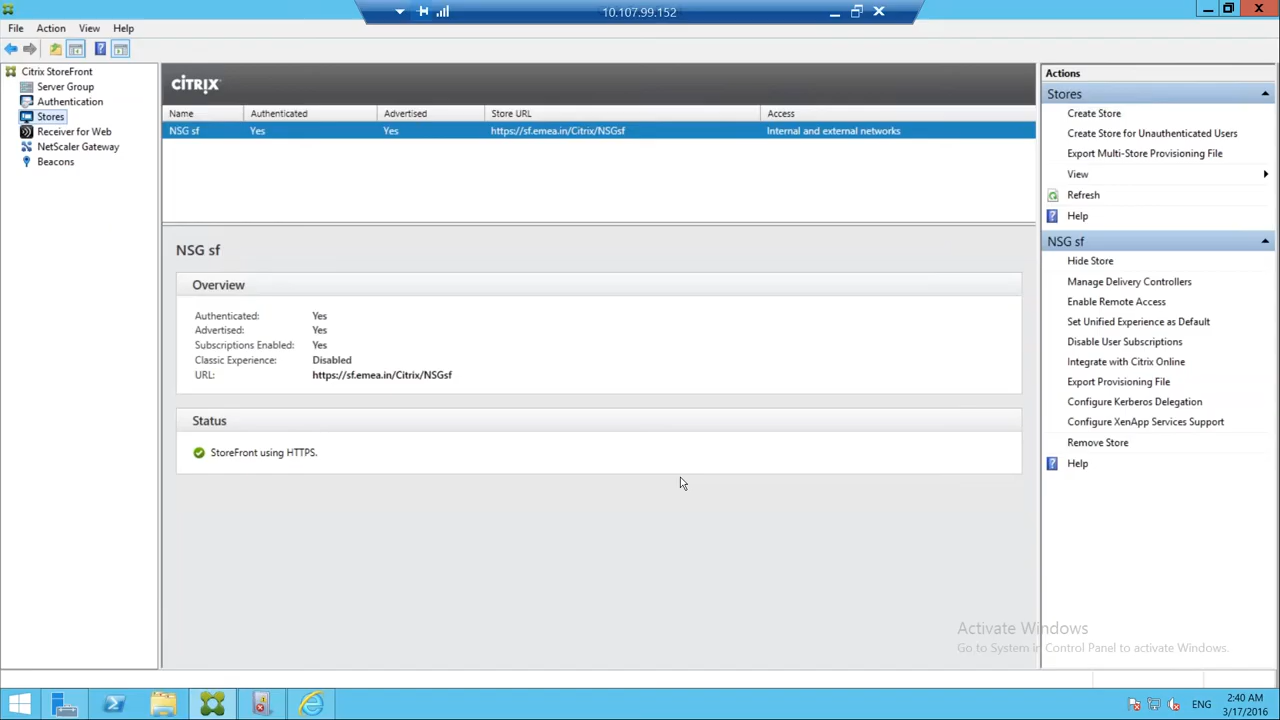 10.107.99.152
File Action View Help
Citrix StoreFront
Server Group
Authentication
Stores
Receiver for Web
NetScaler Gateway
Beacons
CITRIX
Name Authenticated Advertised Store URL Access
NSG sf Yes Yes https://sf.emea.in/Citrix/NSGsf Internal and external networks
NSG sf
Overview
Authenticated: Yes
Advertised: Yes
Subscriptions Enabled: Yes
Classic Experience: Disabled
URL: https://sf.emea.in/Citrix/NSGsf
Status
StoreFront using HTTPS.
Actions
Stores
Create Store
Create Store for Unauthenticated Users
Export Multi-Store Provisioning File
View
Refresh
Help
NSG sf
Hide Store
Manage Delivery Controllers
Enable Remote Access
Set Unified Experience as Default
Disable User Subscriptions
Integrate with Citrix Online
Export Provisioning File
Configure Kerberos Delegation
Configure XenApp Services Support
Remove Store
Help
Activate Windows
Go to System in Control Panel to activate Windows.
ENG
2:40 AM
3/17/2016